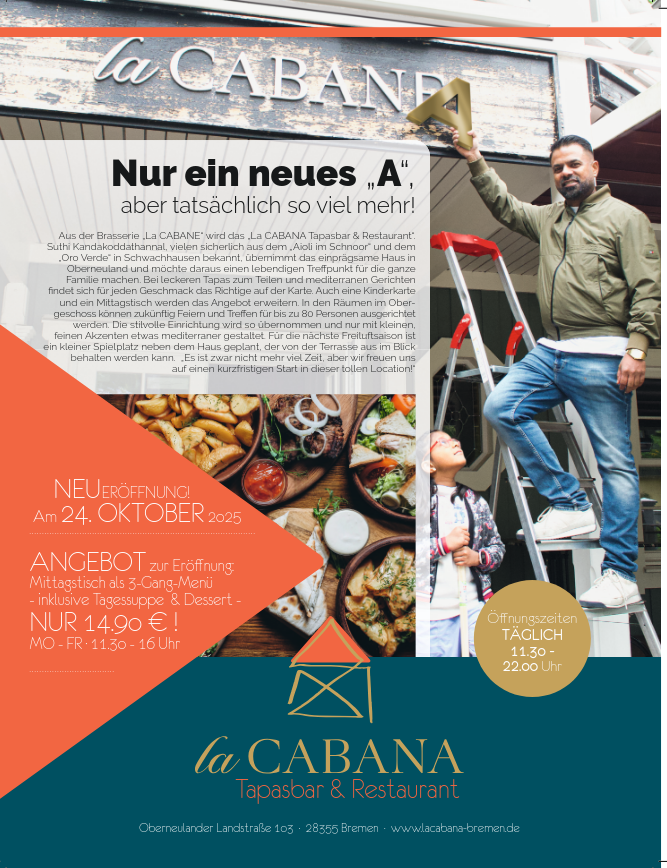 la CABANE
A
Nur ein neues „A“,
aber tatsächlich so viel mehr!
Aus der Brasserie „La CABANE“ wird das „La CABANA Tapasbar & Restaurant“.
Suthi Kandakoddathannal, vielen sicherlich aus dem „Aioli im Schnoor“ und dem
„Oro Verde“ in Schwachhausen bekannt, übernimmt das einprägsame Haus in
Oberneuland und möchte daraus einen lebendigen Treffpunkt für die ganze
Familie machen. Bei leckeren Tapas zum Teilen und mediterranen Gerichten
findet sich für jeden Geschmack das Richtige auf der Karte. Auch eine Kinderkarte
und ein Mittagstisch werden das Angebot erweitern. In den Räumen im Ober-
geschoss können zukünftig Feiern und Treffen für bis zu 80 Personen ausgerichtet
werden. Die stilvolle Einrichtung wird so übernommen und nur mit kleinen,
feinen Akzenten etwas mediterraner gestaltet. Für die nächste Freiluftsaison ist
ein kleiner Spielplatz neben dem Haus geplant, der von der Terrasse aus im Blick
behalten werden kann. „Es ist zwar nicht mehr viel Zeit, aber wir freuen uns
auf einen kurzfristigen Start in dieser tollen Location!“
NEUERÖFFNUNG!
Am 24. OKTOBER 2025
ANGEBOT zur Eröffnung:
Mittagstisch als 3-Gang-Menü
- inklusive Tagessuppe & Dessert -
NUR 14.90 € !
MO - FR · 11.30 - 16 Uhr
Öffnungszeiten
TÄGLICH
11.30 -
22.00 Uhr
la CABANA
Tapasbar & Restaurant
Oberneulander Landstraße 103 · 28355 Bremen · www.lacabana-bremen.de